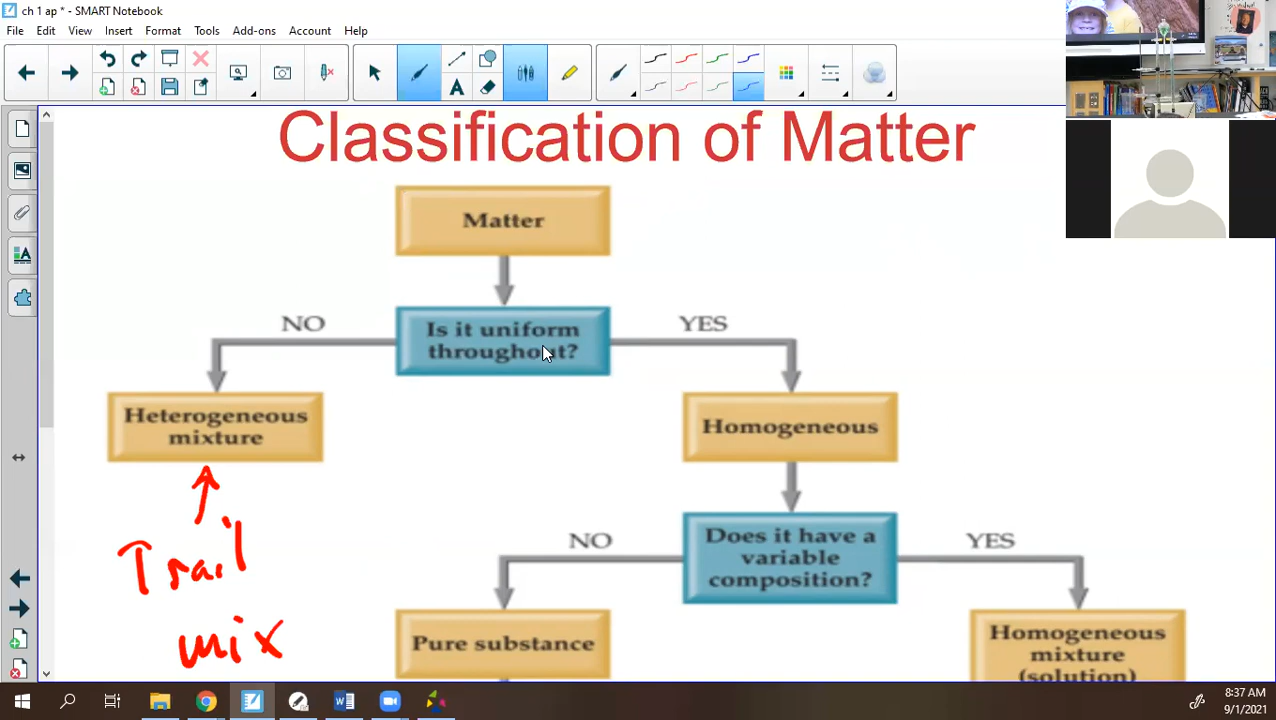 ch 1 ap * - SMART Notebook
File Edit View Insert Format Tools Add-ons Account Help
Classification of Matter
Matter
NO
Is it uniform
throughout?
YES
Heterogeneous
mixture
Homogeneous
Trail
mix
NO
Does it have a
variable
composition?
YES
Pure substance
Homogeneous
mixture
(solution)
8:37 AM
9/1/2021